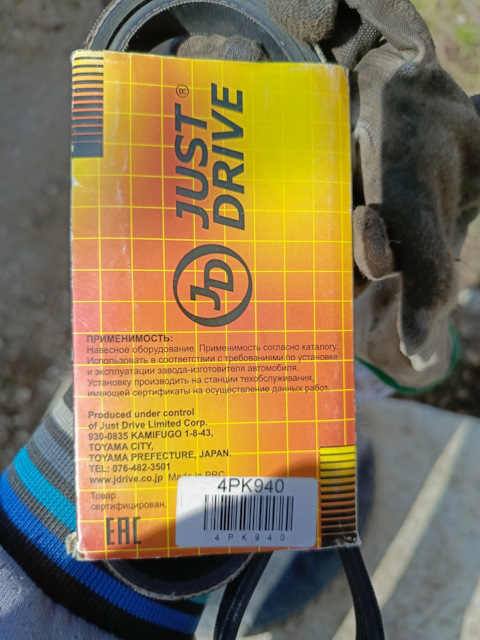 JUST ®
DRIVE
JD
ПРИМЕНИМОСТЬ:
Навесное оборудование. Применимость согласно каталогу.
Использовать в соответствии с требованиями по установке
и эксплуатации завода-изготовителя автомобиля.
Установку производить на станции техобслуживания,
имеющей сертификаты на осуществление данных работ.
Produced under control
of Just Drive Limited Corp.
930-0835 KAMIFUGO 1-8-43,
TOYAMA CITY,
TOYAMA PREFECTURE, JAPAN.
TEL: 076-482-3501
www.jdrive.co.jp Made in PRC
Товар
сертифицирован.
EAC
4PK940
4PK940